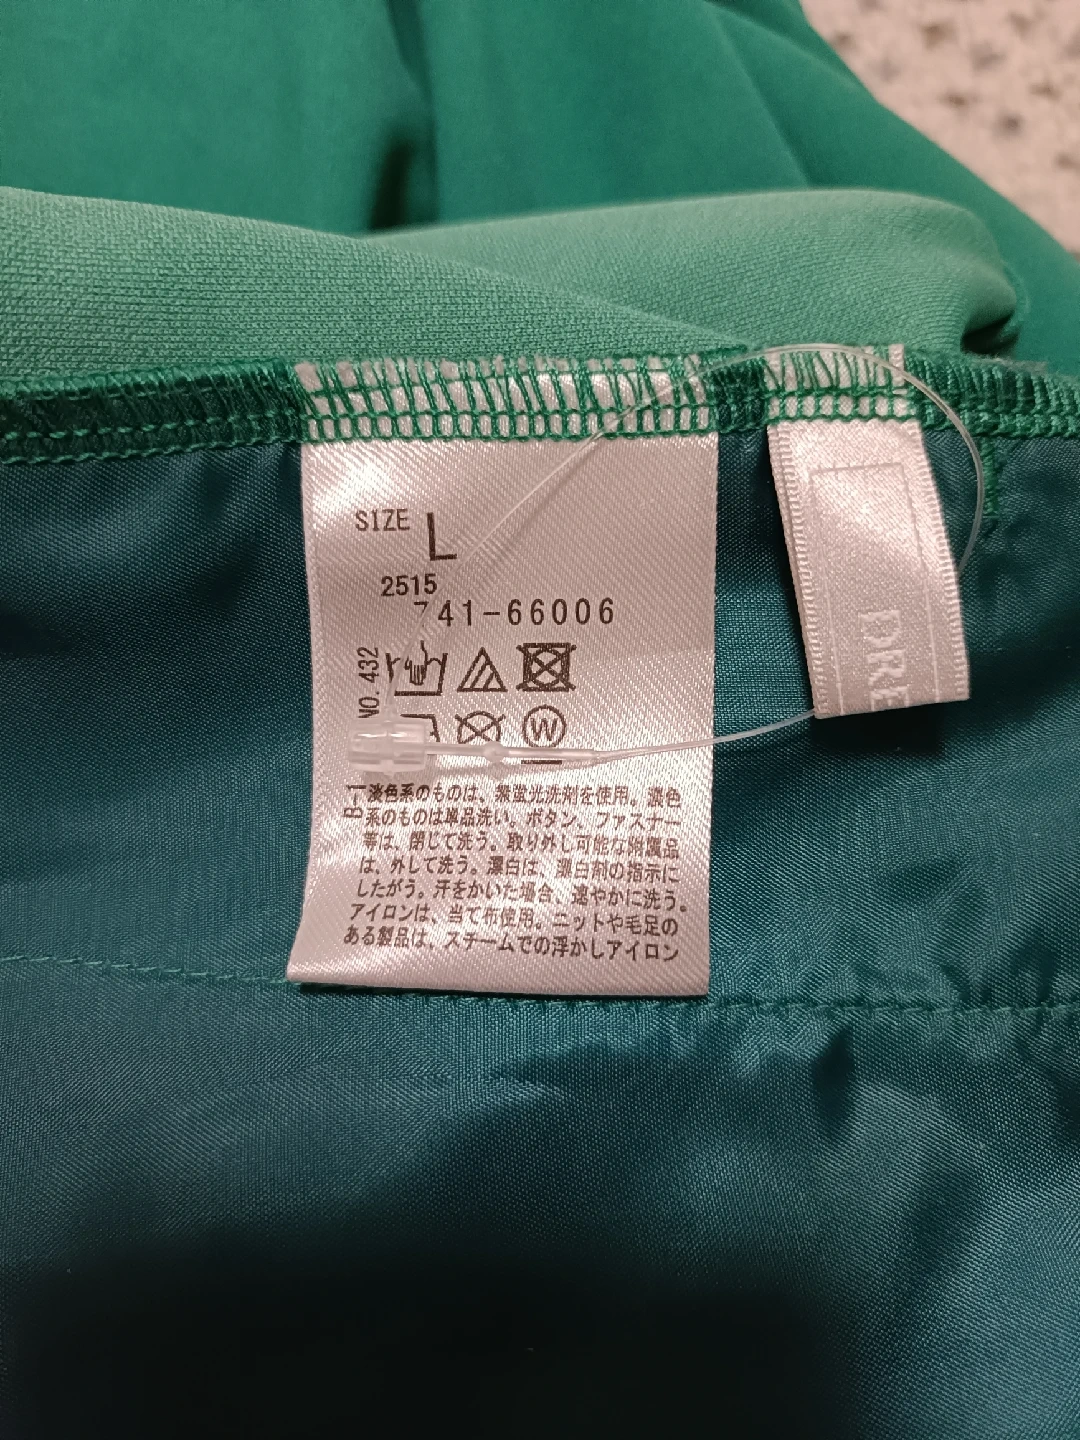 SIZE L
2515
741-66006
NO. 432
W
B-1
淡色系のものは、無蛍光洗剤を使用。濃色
系のものは単品洗い。ボタン、ファスナー
等は、閉じて洗う。取り外し可能な附属品
は、外して洗う。漂白は、漂白剤の指示に
したがう。汗をかいた場合、速やかに洗う。
アイロンは、当て布使用。ニットや毛足の
ある製品は、スチームでの浮かしアイロン
DRE